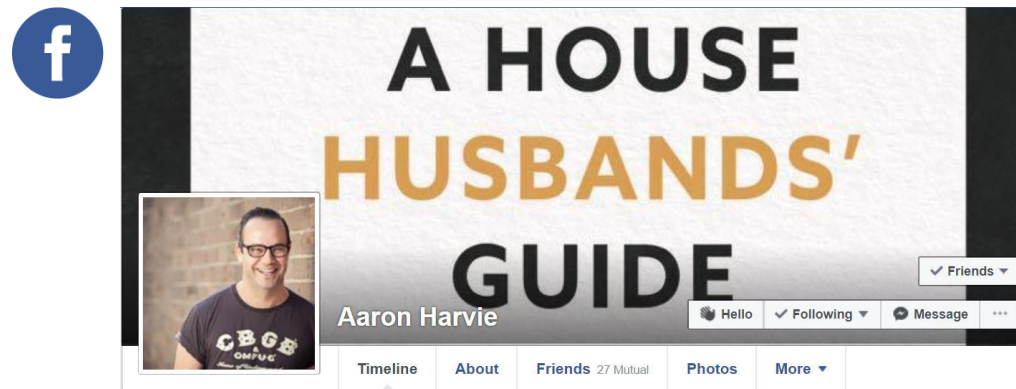 f
A HOUSE
HUSBANDS'
GUIDE
Friends
Aaron Harvie
Hello Following Message ...
CBGB
&
OMFUG
Timeline About Friends 27 Mutual Photos More